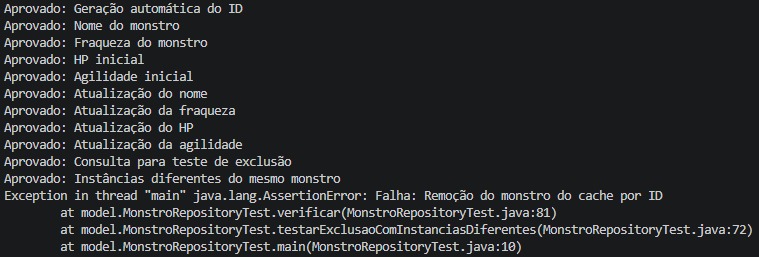 Aprovado: Geração automática do ID
Aprovado: Nome do monstro
Aprovado: Fraqueza do monstro
Aprovado: HP inicial
Aprovado: Agilidade inicial
Aprovado: Atualização do nome
Aprovado: Atualização da fraqueza
Aprovado: Atualização do HP
Aprovado: Atualização da agilidade
Aprovado: Consulta para teste de exclusão
Aprovado: Instâncias diferentes do mesmo monstro
Exception in thread "main" java.lang.AssertionError: Falha: Remoção do monstro do cache por ID
at model.MonstroRepositoryTest.verificar(MonstroRepositoryTest.java:81)
at model.MonstroRepositoryTest.testarExclusaoComInstanciasDiferentes(MonstroRepositoryTest.java:72)
at model.MonstroRepositoryTest.main(MonstroRepositoryTest.java:10)